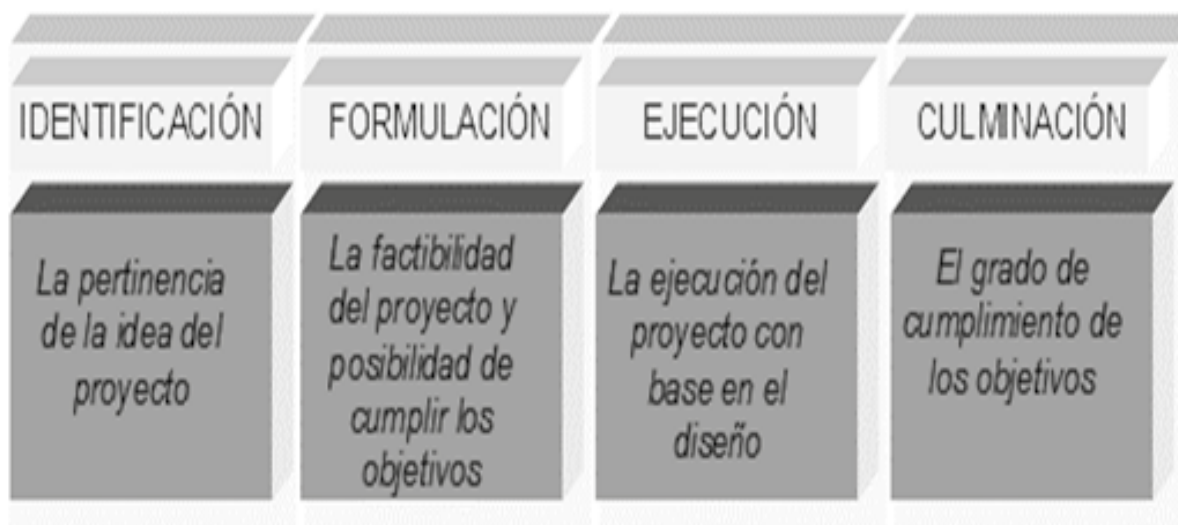 IDENTIFICACIÓN
La pertinencia
de la idea del
proyecto
FORMULACIÓN
La factibilidad
del proyecto y
posibilidad de
cumplir los
objetivos
EJECUCIÓN
La ejecución del
proyecto con
base en el
diseño
CULMINACIÓN
El grado de
cumplimiento de
los objetivos